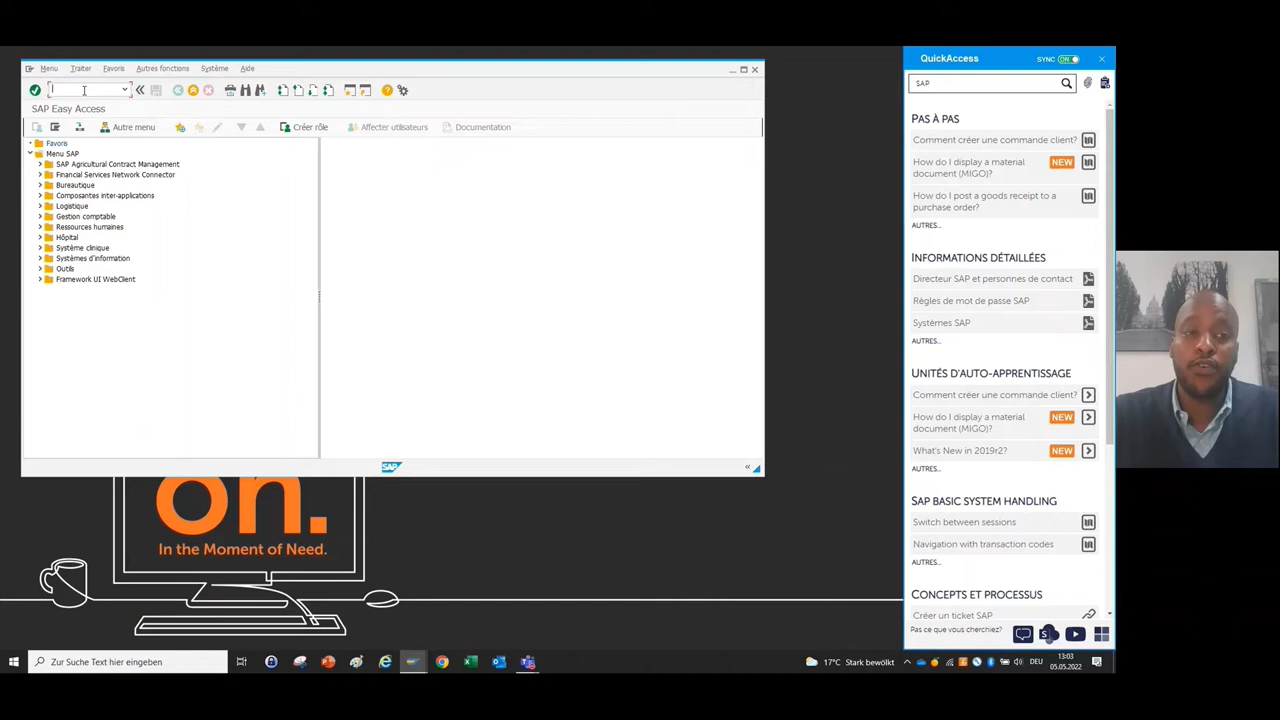 Menu Traiter Favoris Autres fonctions Système Aide
SAP Easy Access
Autre menu Créer rôle Affecter utilisateurs Documentation
Favoris
Menu SAP
SAP Agricultural Contract Management
Financial Services Network Connector
Bureautique
Composantes inter-applications
Logistique
Gestion comptable
Ressources humaines
Hôpital
Système clinique
Systèmes d'information
Outils
Framework UI WebClient
SAP
on.
In the Moment of Need.
QuickAccess SYNC ON
SAP
PAS À PAS
Comment créer une commande client?
How do I display a material
document (MIGO)? NEW
How do I post a goods receipt to a
purchase order?
AUTRES...
INFORMATIONS DÉTAILLÉES
Directeur SAP et personnes de contact
Règles de mot de passe SAP
Systèmes SAP
AUTRES...
UNITÉS D'AUTO-APPRENTISSAGE
Comment créer une commande client?
How do I display a material
document (MIGO)? NEW
What's New in 2019r2? NEW
AUTRES...
SAP BASIC SYSTEM HANDLING
Switch between sessions
Navigation with transaction codes
AUTRES...
CONCEPTS ET PROCESSUS
Créer un ticket SAP
Pas ce que vous cherchiez?
Zur Suche Text hier eingeben
17°C Stark bewölkt
DEU
13:03
05.05.2022